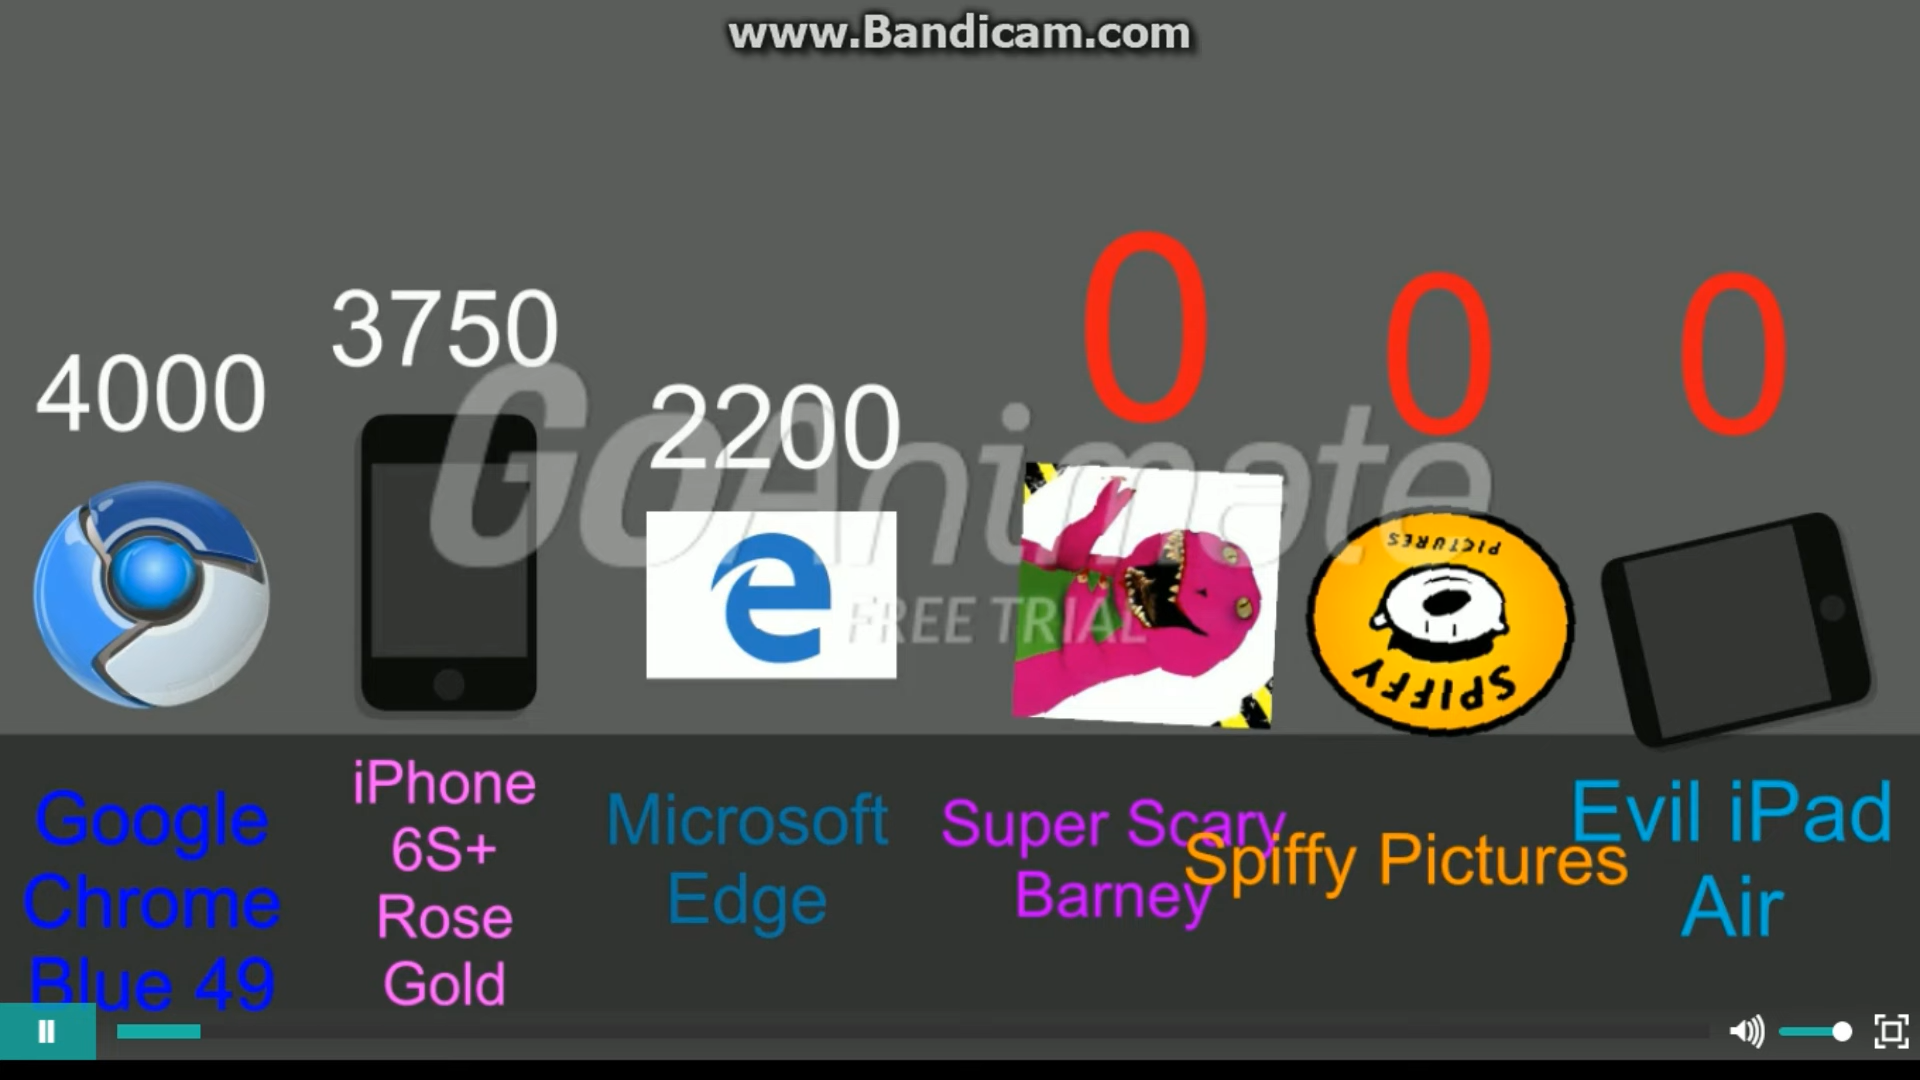 www.Bandicam.com
4000
3750
2200
0
0
0
GoAnimate
FREE TRIAL
PICTURES
SPIFFY
Google
Chrome
Blue 49
iPhone
6S+
Rose
Gold
Microsoft
Edge
Super Scary
Barney
Spiffy Pictures
Evil iPad
Air